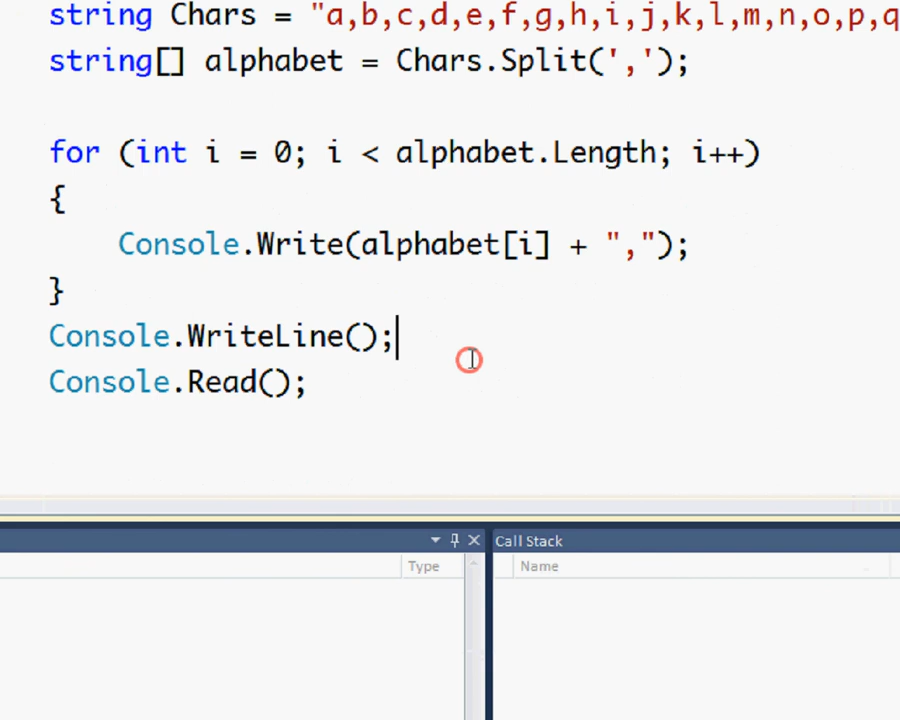 string Chars = "a,b,c,d,e,f,g,h,i,j,k,l,m,n,o,p,q
string[] alphabet = Chars.Split(',');
for (int i = 0; i < alphabet.Length; i++)
{
Console.Write(alphabet[i] + ",");
}
Console.WriteLine();
Console.Read();
Call Stack
Type
Name